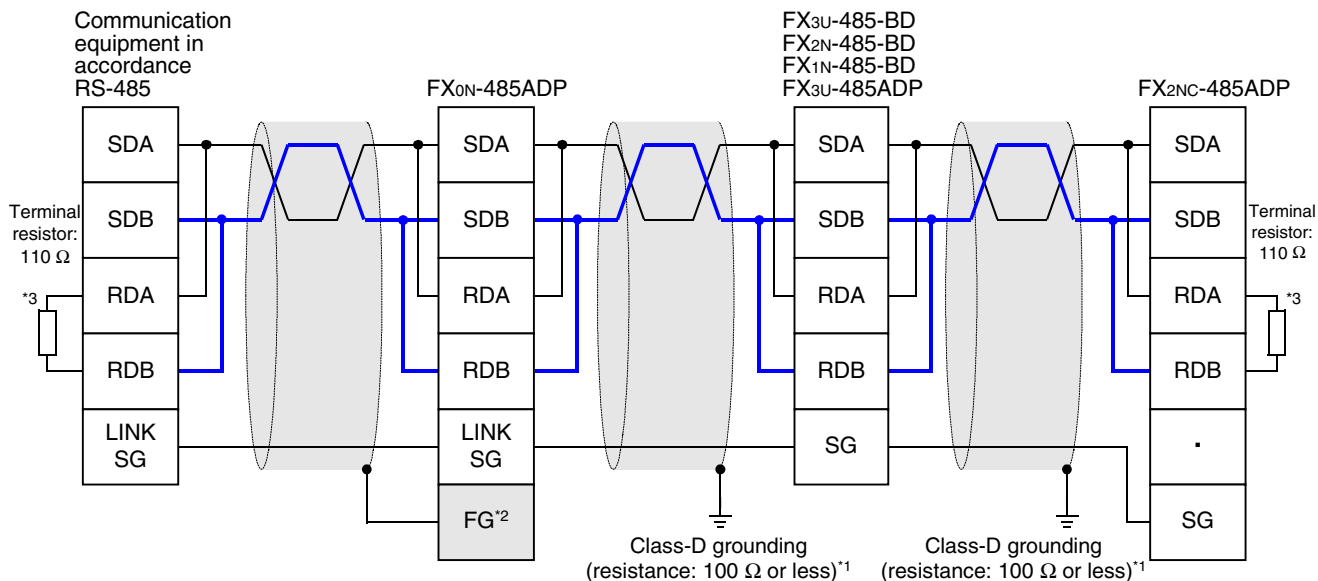 Communication
equipment in
accordance
RS-485
FX0N-485ADP
FX3U-485-BD
FX2N-485-BD
FX1N-485-BD
FX3U-485ADP
FX2NC-485ADP
SDA
SDB
RDA
RDB
LINK
SG
Terminal
resistor:
110 Ω
*3
SDA
SDB
RDA
RDB
LINK
SG
FG*2
SDA
SDB
RDA
RDB
SG
SDA
SDB
RDA
RDB
.
SG
Terminal
resistor:
110 Ω
*3
Class-D grounding
(resistance: 100 Ω or less)*1
Class-D grounding
(resistance: 100 Ω or less)*1